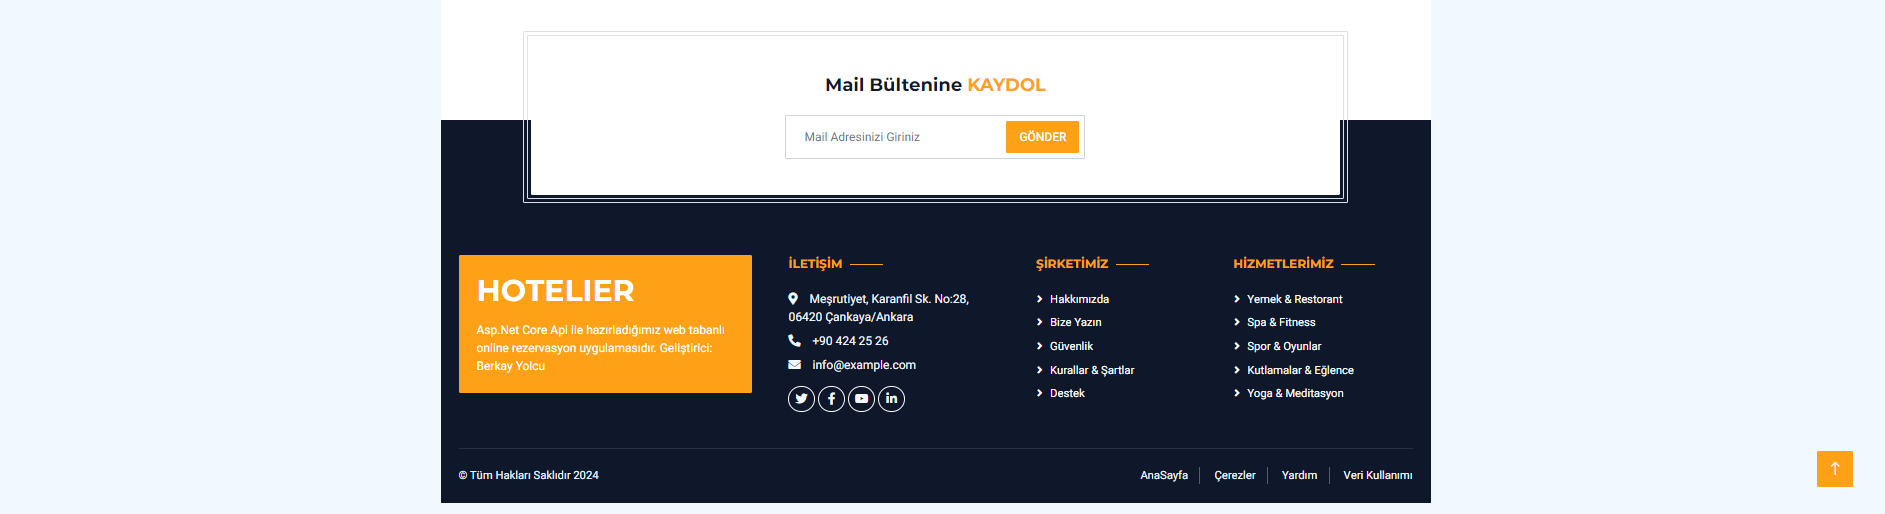 Mail Bültenine KAYDOL
Mail Adresinizi Giriniz
GÖNDER
HOTELIER
Asp.Net Core Api ile hazırladığımız web tabanlı
online rezervasyon uygulamasıdır. Geliştirici:
Berkay Yolcu
İLETİŞİM
Meşrutiyet, Karanfil Sk. No:28,
06420 Çankaya/Ankara
+90 424 25 26
info@example.com
ŞİRKETİMİZ
Hakkımızda
Bize Yazın
Güvenlik
Kurallar & Şartlar
Destek
HİZMETLERİMİZ
Yemek & Restorant
Spa & Fitness
Spor & Oyunlar
Kutlamalar & Eğlence
Yoga & Meditasyon
© Tüm Hakları Saklıdır 2024
AnaSayfa
Çerezler
Yardım
Veri Kullanımı